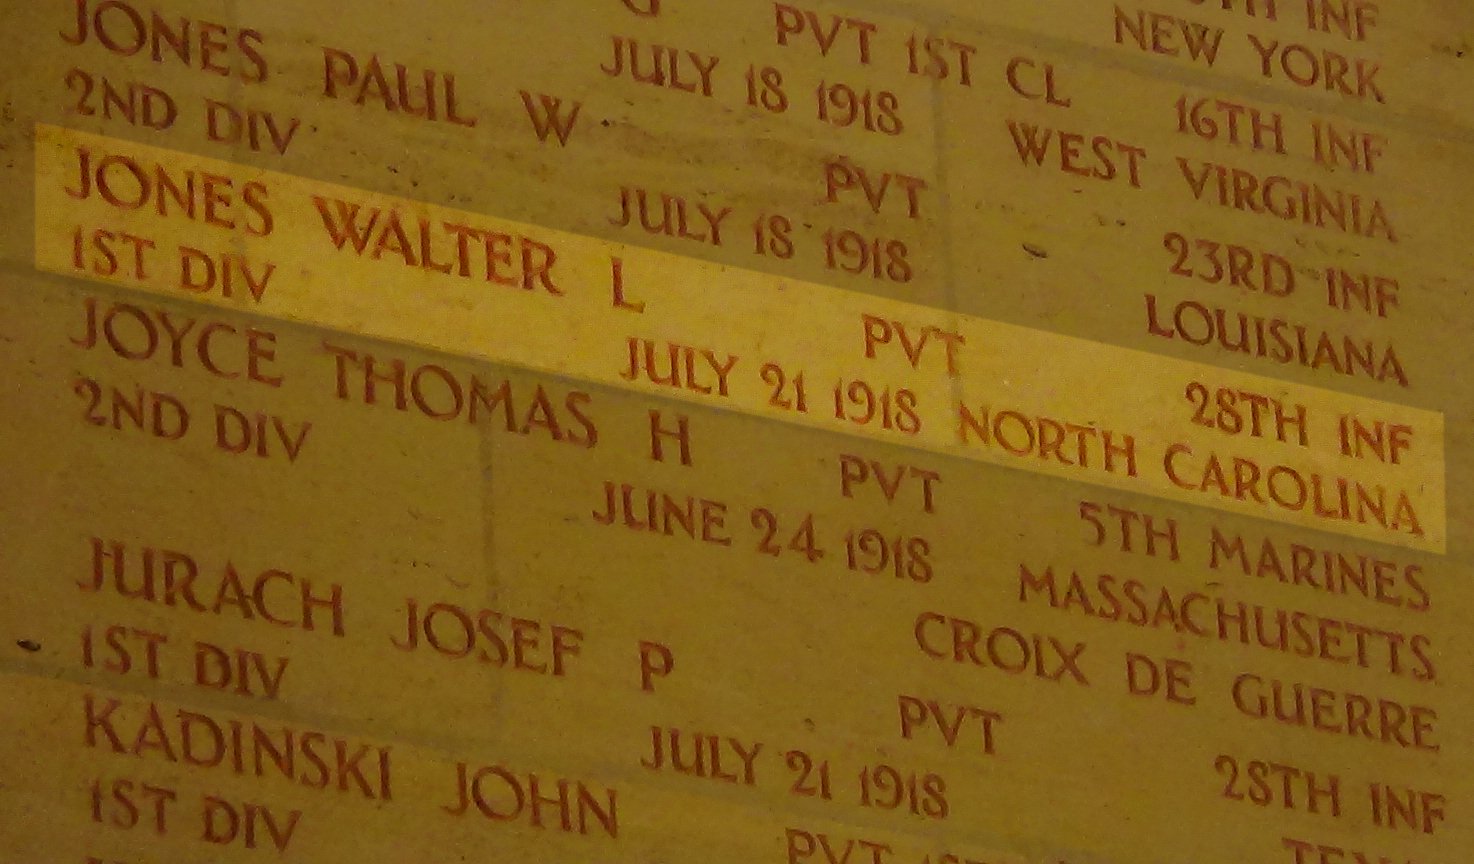 INF
NEW YORK
PVT 1ST CL 16TH INF
JULY 18 1918 WEST VIRGINIA
JONES PAUL W PVT 23RD INF
2ND DIV JULY 18 1918 LOUISIANA
JONES WALTER L PVT 28TH INF
1ST DIV JULY 21 1918 NORTH CAROLINA
JOYCE THOMAS H PVT 5TH MARINES
2ND DIV JUNE 24 1918 MASSACHUSETTS
CROIX DE GUERRE
JURACH JOSEF P PVT 28TH INF
1ST DIV JULY 21 1918
KADINSKI JOHN PVT
1ST DIV